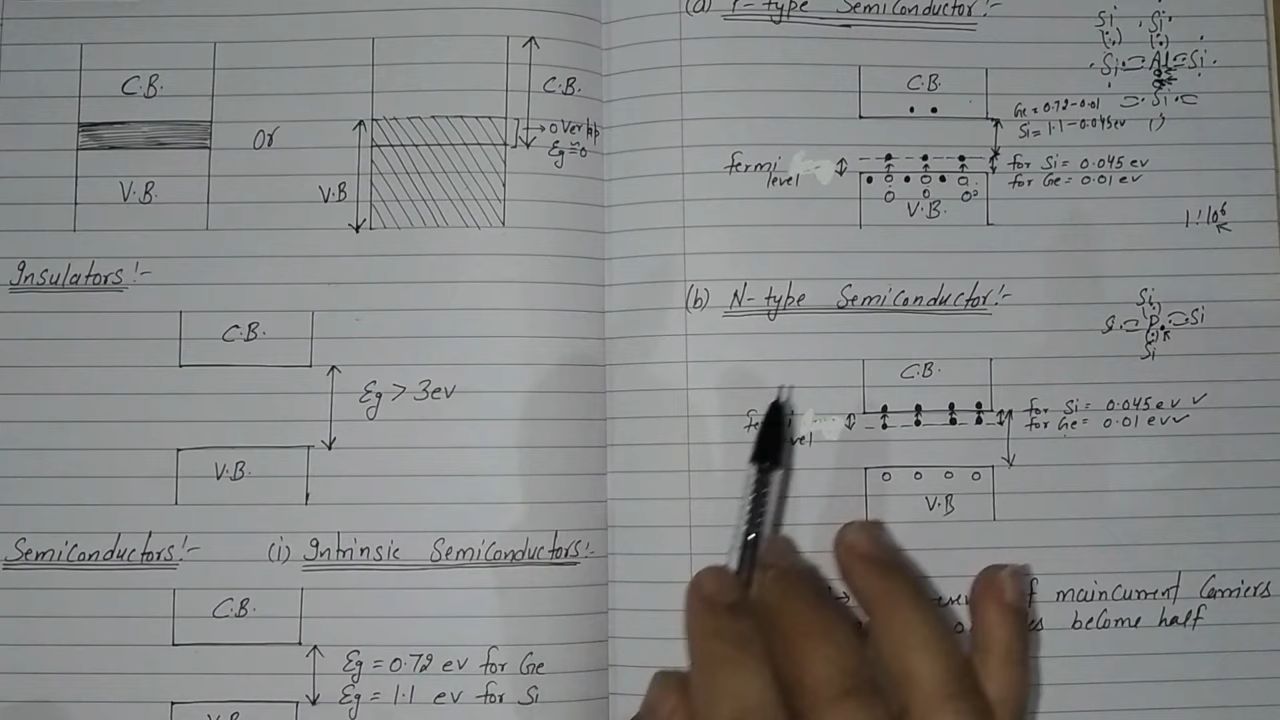 C.B.
V.B.
Or
V.B
C.B.
overlap
Eg ≅ 0
Insulators :-
C.B.
Eg > 3ev
V.B.
Semiconductors :- (i) Intrinsic Semiconductors :-
C.B.
Eg = 0.72 ev for Ge
Eg = 1.1 ev for Si
(a) P-type Semiconductor :-
Si Si
Si Al Si
Si
C.B.
Ge = 0.72-0.01
Si = 1.1-0.045ev
fermi level
for Si = 0.045 ev
for Ge = 0.01 ev
V.B.
1:10⁶
(b) N-type Semiconductor :-
Si
P Si
Si
C.B.
for Si = 0.045 ev ✓
for Ge = 0.01 ev ✓
V.B
main current Carriers
become half